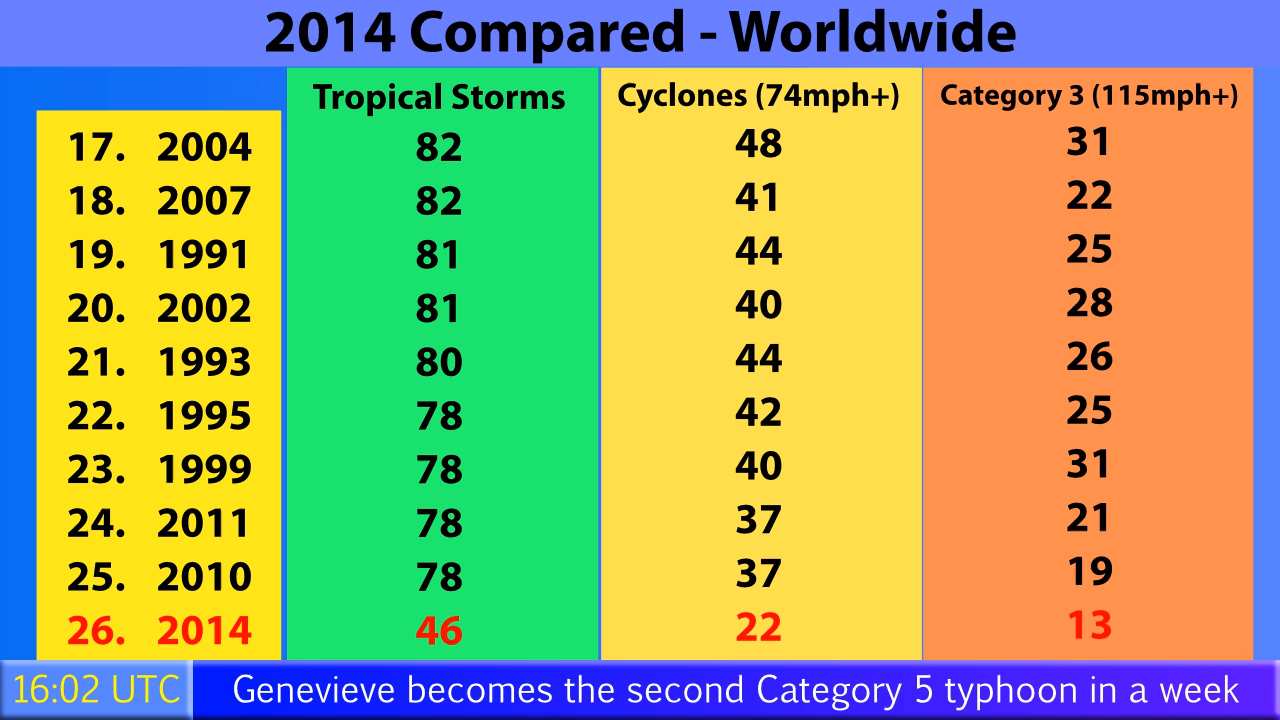 2014 Compared - Worldwide
Tropical Storms Cyclones (74mph+) Category 3 (115mph+)
17. 2004 82 48 31
18. 2007 82 41 22
19. 1991 81 44 25
20. 2002 81 40 28
21. 1993 80 44 26
22. 1995 78 42 25
23. 1999 78 40 31
24. 2011 78 37 21
25. 2010 78 37 19
26. 2014 46 22 13
16:02 UTC Genevieve becomes the second Category 5 typhoon in a week